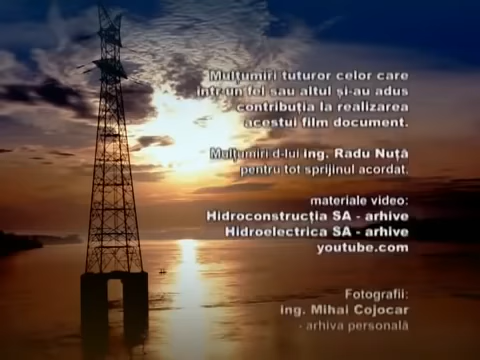 Mulțumiri tuturor celor care
într-un fel sau altul și-au adus
contribuția la realizarea
acestui film document.
Mulțumiri d-lui Ing. Radu Nuță
pentru tot sprijinul acordat.
materiale video:
Hidroconstrucția SA - arhive
Hidroelectrica SA - arhive
youtube.com
Fotografii:
ing. Mihai Cojocar
- arhiva personală